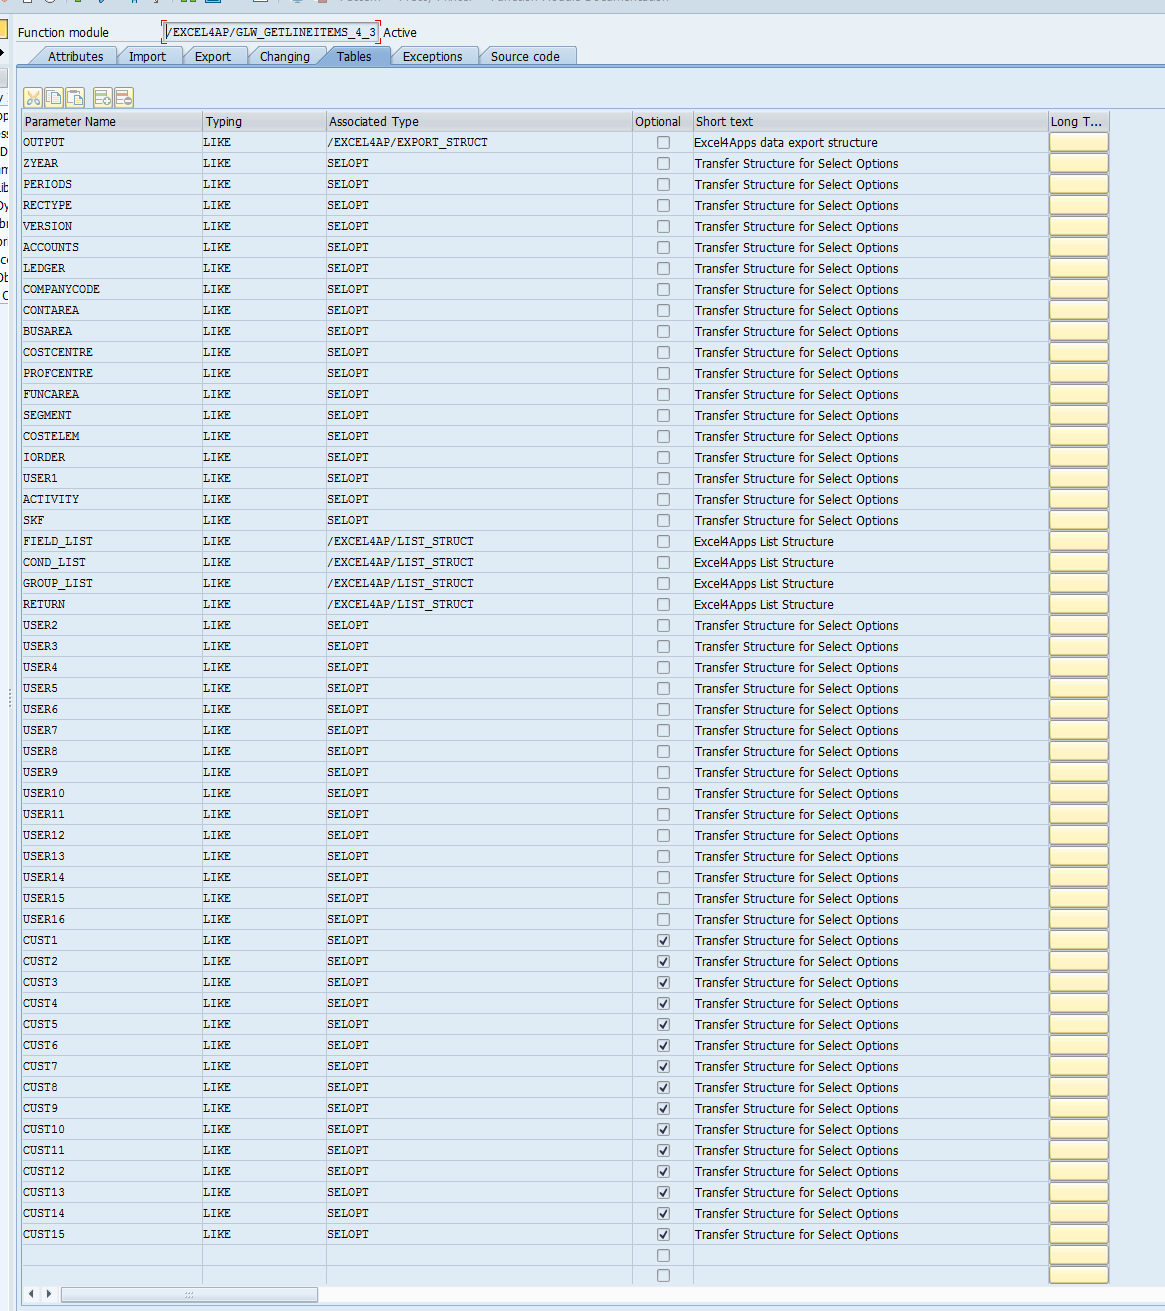 Function module /EXCEL4AP/GLW_GETLINEITEMS_4_3 Active
Attributes Import Export Changing Tables Exceptions Source code
Parameter Name Typing Associated Type Optional Short text Long T...
OUTPUT LIKE /EXCEL4AP/EXPORT_STRUCT Excel4Apps data export structure
ZYEAR LIKE SELOPT Transfer Structure for Select Options
PERIODS LIKE SELOPT Transfer Structure for Select Options
RECTYPE LIKE SELOPT Transfer Structure for Select Options
VERSION LIKE SELOPT Transfer Structure for Select Options
ACCOUNTS LIKE SELOPT Transfer Structure for Select Options
LEDGER LIKE SELOPT Transfer Structure for Select Options
COMPANYCODE LIKE SELOPT Transfer Structure for Select Options
CONTAREA LIKE SELOPT Transfer Structure for Select Options
BUSAREA LIKE SELOPT Transfer Structure for Select Options
COSTCENTRE LIKE SELOPT Transfer Structure for Select Options
PROFCENTRE LIKE SELOPT Transfer Structure for Select Options
FUNCAREA LIKE SELOPT Transfer Structure for Select Options
SEGMENT LIKE SELOPT Transfer Structure for Select Options
COSTELEM LIKE SELOPT Transfer Structure for Select Options
IORDER LIKE SELOPT Transfer Structure for Select Options
USER1 LIKE SELOPT Transfer Structure for Select Options
ACTIVITY LIKE SELOPT Transfer Structure for Select Options
SKF LIKE SELOPT Transfer Structure for Select Options
FIELD_LIST LIKE /EXCEL4AP/LIST_STRUCT Excel4Apps List Structure
COND_LIST LIKE /EXCEL4AP/LIST_STRUCT Excel4Apps List Structure
GROUP_LIST LIKE /EXCEL4AP/LIST_STRUCT Excel4Apps List Structure
RETURN LIKE /EXCEL4AP/LIST_STRUCT Excel4Apps List Structure
USER2 LIKE SELOPT Transfer Structure for Select Options
USER3 LIKE SELOPT Transfer Structure for Select Options
USER4 LIKE SELOPT Transfer Structure for Select Options
USER5 LIKE SELOPT Transfer Structure for Select Options
USER6 LIKE SELOPT Transfer Structure for Select Options
USER7 LIKE SELOPT Transfer Structure for Select Options
USER8 LIKE SELOPT Transfer Structure for Select Options
USER9 LIKE SELOPT Transfer Structure for Select Options
USER10 LIKE SELOPT Transfer Structure for Select Options
USER11 LIKE SELOPT Transfer Structure for Select Options
USER12 LIKE SELOPT Transfer Structure for Select Options
USER13 LIKE SELOPT Transfer Structure for Select Options
USER14 LIKE SELOPT Transfer Structure for Select Options
USER15 LIKE SELOPT Transfer Structure for Select Options
USER16 LIKE SELOPT Transfer Structure for Select Options
CUST1 LIKE SELOPT Transfer Structure for Select Options
CUST2 LIKE SELOPT Transfer Structure for Select Options
CUST3 LIKE SELOPT Transfer Structure for Select Options
CUST4 LIKE SELOPT Transfer Structure for Select Options
CUST5 LIKE SELOPT Transfer Structure for Select Options
CUST6 LIKE SELOPT Transfer Structure for Select Options
CUST7 LIKE SELOPT Transfer Structure for Select Options
CUST8 LIKE SELOPT Transfer Structure for Select Options
CUST9 LIKE SELOPT Transfer Structure for Select Options
CUST10 LIKE SELOPT Transfer Structure for Select Options
CUST11 LIKE SELOPT Transfer Structure for Select Options
CUST12 LIKE SELOPT Transfer Structure for Select Options
CUST13 LIKE SELOPT Transfer Structure for Select Options
CUST14 LIKE SELOPT Transfer Structure for Select Options
CUST15 LIKE SELOPT Transfer Structure for Select Options